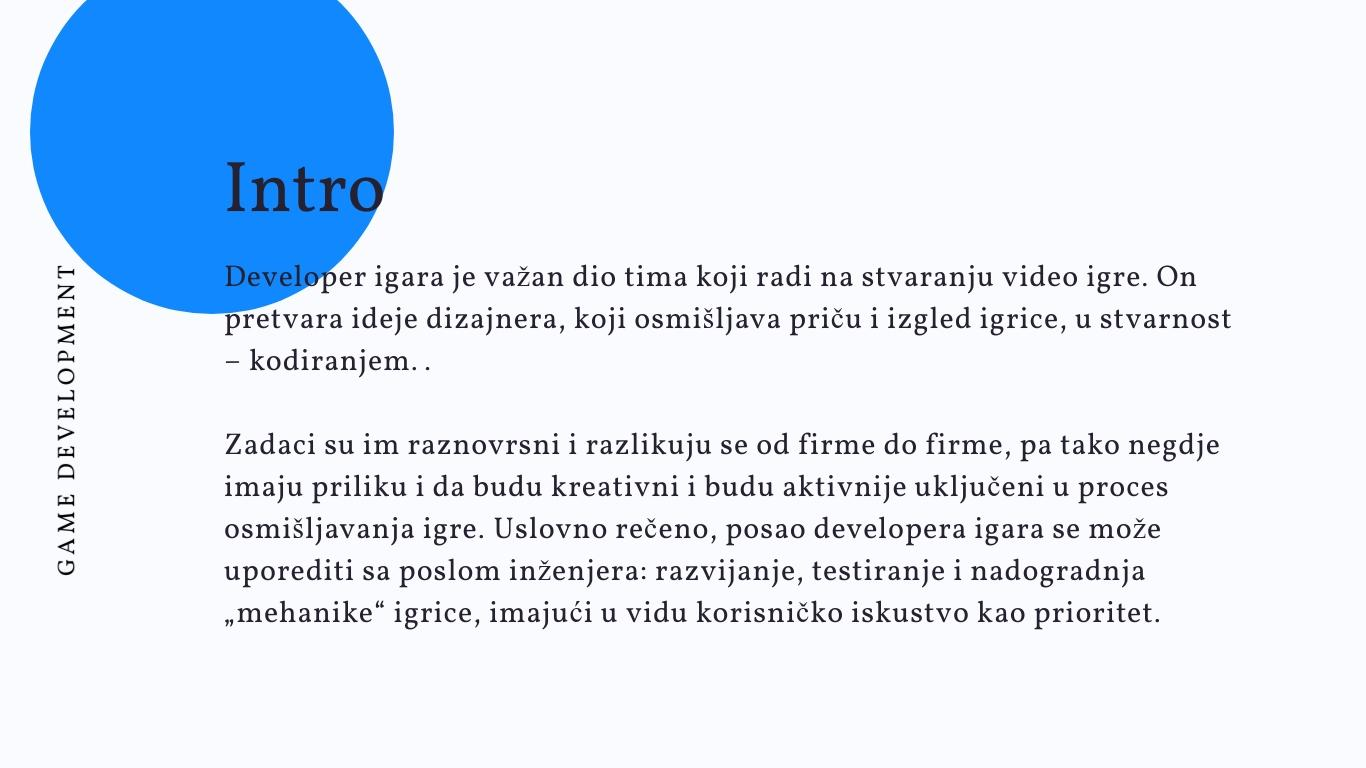 Intro
GAME DEVELOPMENT
Developer igara je važan dio tima koji radi na stvaranju video igre. On
pretvara ideje dizajnera, koji osmišljava priču i izgled igrice, u stvarnost
– kodiranjem. .
Zadaci su im raznovrsni i razlikuju se od firme do firme, pa tako negdje
imaju priliku i da budu kreativni i budu aktivnije uključeni u proces
osmišljavanja igre. Uslovno rečeno, posao developera igara se može
uporediti sa poslom inženjera: razvijanje, testiranje i nadogradnja
„mehanike“ igrice, imajući u vidu korisničko iskustvo kao prioritet.